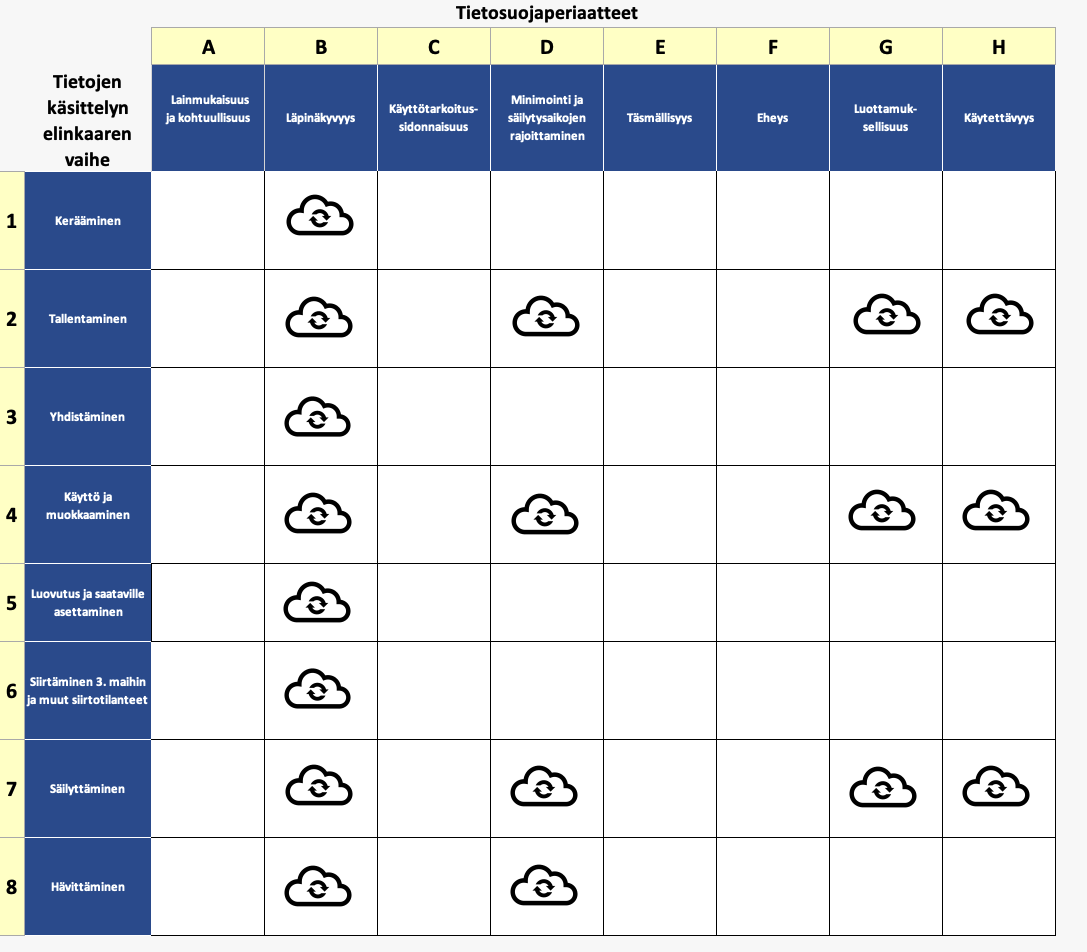 Tietosuojaperiaatteet
A B C D E F G H
Tietojen
käsittelyn
elinkaaren
vaihe
Lainmukaisuus
ja kohtuullisuus
Läpinäkyvyys
Käyttötarkoitus-
sidonnaisuus
Minimointi ja
säilytysaikojen
rajoittaminen
Täsmällisyys
Eheys
Luottamuk-
sellisuus
Käytettävyys
1 Kerääminen
2 Tallentaminen
3 Yhdistäminen
4 Käyttö ja
muokkaaminen
5 Luovutus ja saataville
asettaminen
6 Siirtäminen 3. maihin
ja muut siirtotilanteet
7 Säilyttäminen
8 Hävittäminen